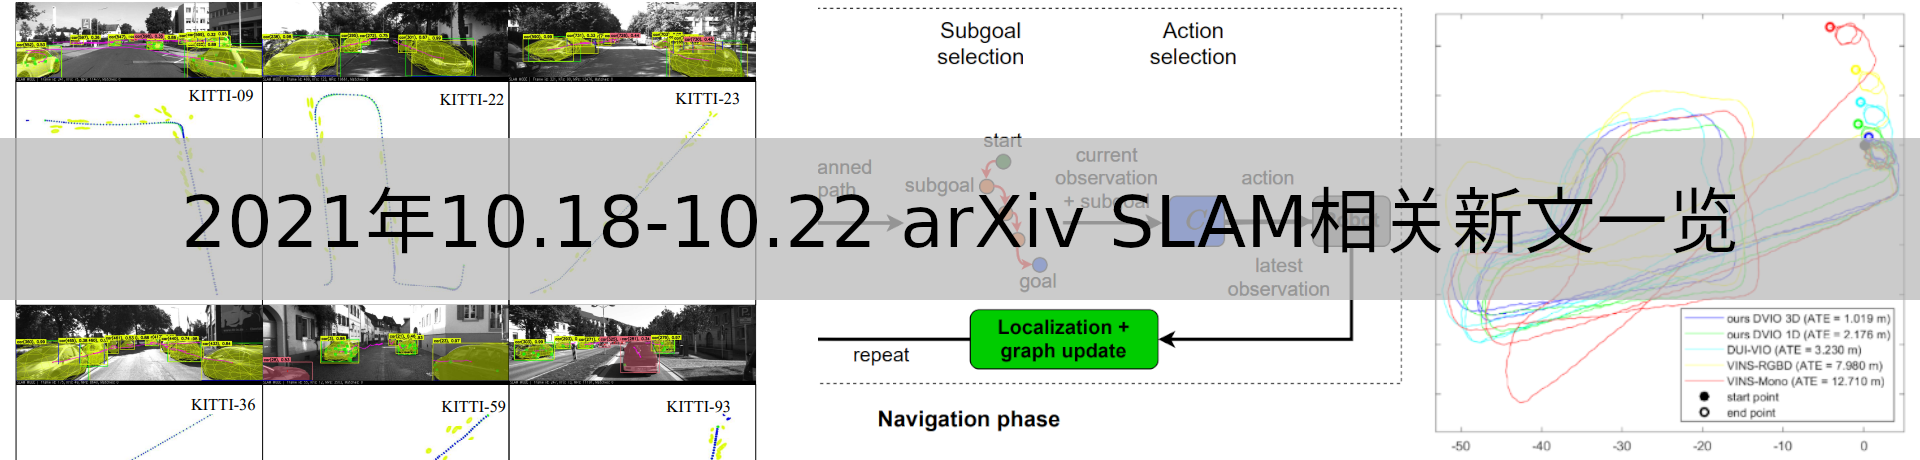 KITTI-09
KITTI-22
KITTI-23
Subgoal
selection
Action
selection
start
anned
path
subgoal
current
observation
+ subgoal
action
goal
latest
observation
2021年10.18-10.22 arXiv SLAM相关新文一览
Localization +
graph update
repeat
Navigation phase
KITTI-36
KITTI-59
KITTI-93
ours DVIO 3D (ATE = 1.019 m)
ours DVIO 1D (ATE = 2.176 m)
DUI-VIO (ATE = 3.230 m)
VINS-RGBD (ATE = 7.980 m)
VINS-Mono (ATE = 12.710 m)
start point
end point
-50 -40 -30 -20 -10 0